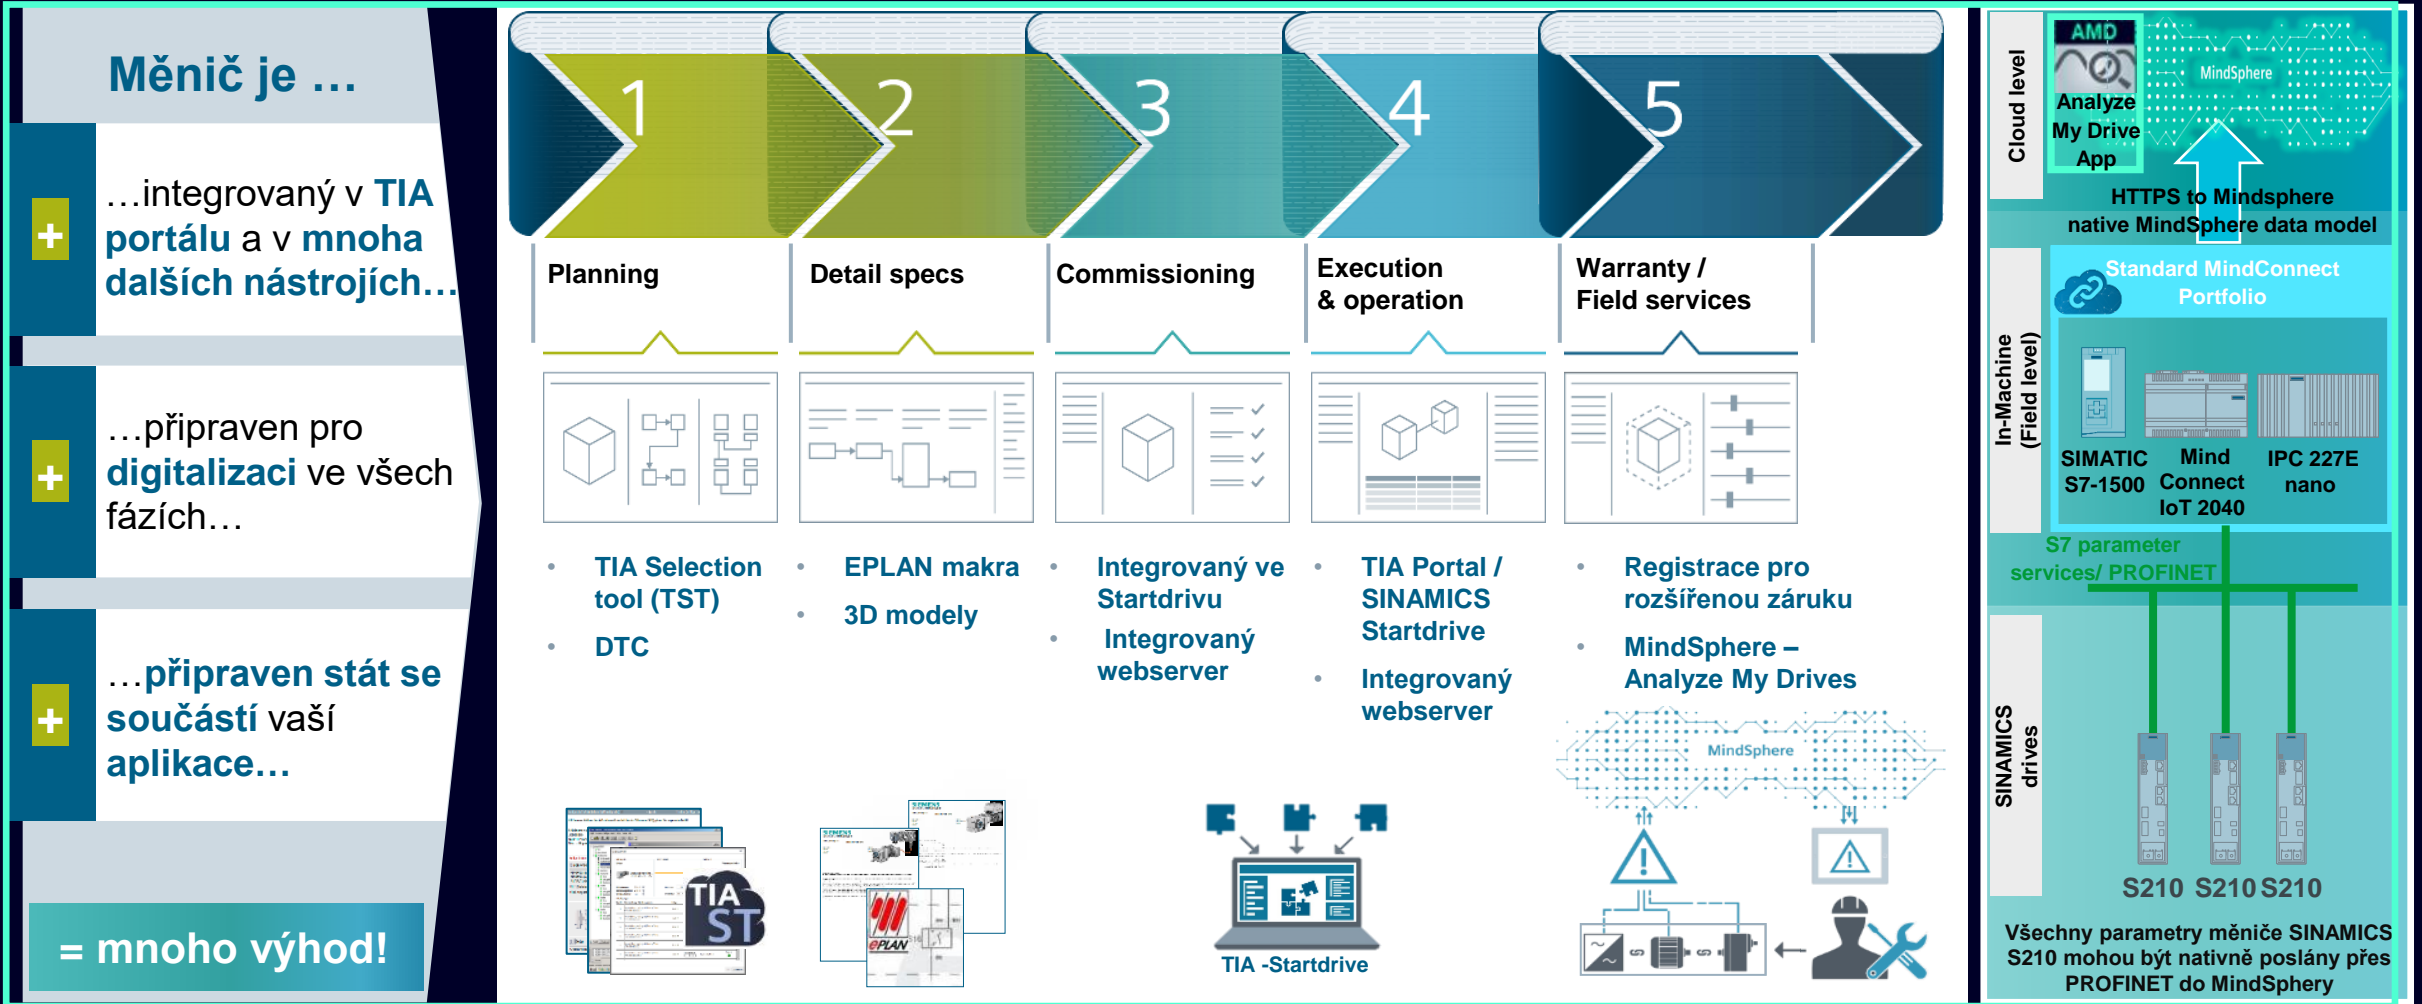 Měnič je …
+
…integrovaný v TIA
portálu a v mnoha
dalších nástrojích…
+
…připraven pro
digitalizaci ve všech
fázích…
+
…připraven stát se
součástí vaší
aplikace…
= mnoho výhod!
1
2
3
4
5
Planning
Detail specs
Commissioning
Execution
& operation
Warranty /
Field services
• TIA Selection
tool (TST)
• DTC
• EPLAN makra
• 3D modely
• Integrovaný ve
Startdrivu
• Integrovaný
webserver
• TIA Portal /
SINAMICS
Startdrive
• Integrovaný
webserver
• Registrace pro
rozšířenou záruku
• MindSphere –
Analyze My Drives
MindSphere
TIA
ST
SIEMENS
SIEMENS
ePLAN
TIA -Startdrive
Cloud level
AMD
Analyze
My Drive
App
MindSphere
HTTPS to Mindsphere
native MindSphere data model
In-Machine
(Field level)
Standard MindConnect
Portfolio
SIMATIC
S7-1500
Mind
Connect
IoT 2040
IPC 227E
nano
S7 parameter
services/ PROFINET
SINAMICS
drives
S210 S210 S210
Všechny parametry měniče SINAMICS
S210 mohou být nativně poslány přes
PROFINET do MindSphery